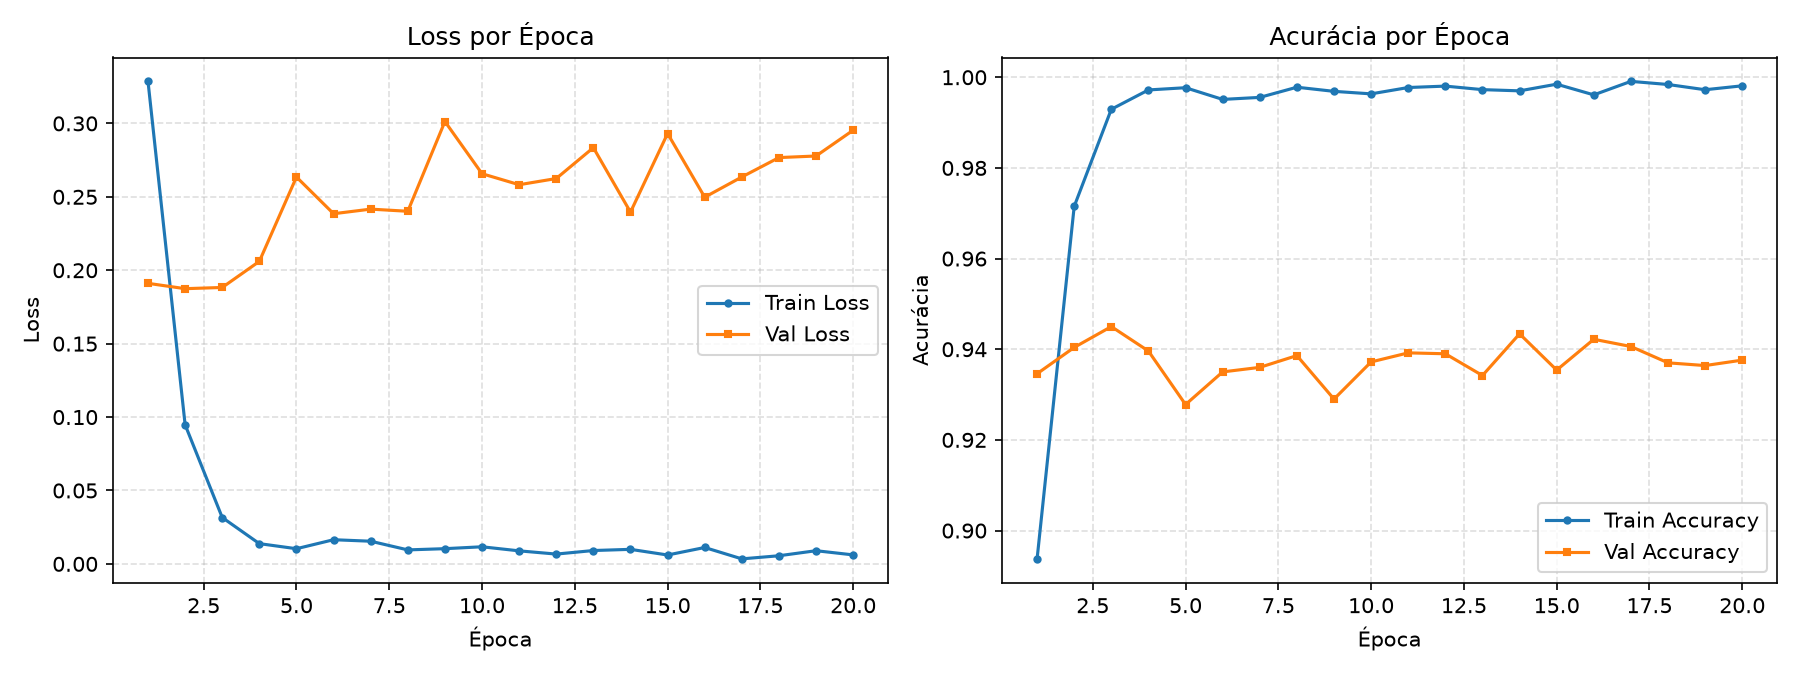 Loss por Época
Loss
0.30
0.25
0.20
0.15
0.10
0.05
0.00
2.5 5.0 7.5 10.0 12.5 15.0 17.5 20.0
Época
Train Loss
Val Loss
Acurácia por Época
Acurácia
1.00
0.98
0.96
0.94
0.92
0.90
2.5 5.0 7.5 10.0 12.5 15.0 17.5 20.0
Época
Train Accuracy
Val Accuracy